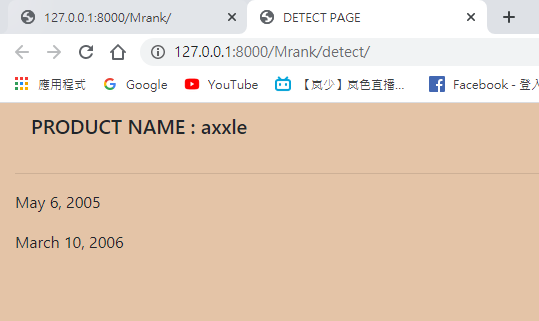 127.0.0.1:8000/Mrank/
DETECT PAGE
127.0.0.1:8000/Mrank/detect/
應用程式 Google YouTube 【岚少】岚色直播... Facebook - 登入
PRODUCT NAME : axxle
May 6, 2005
March 10, 2006